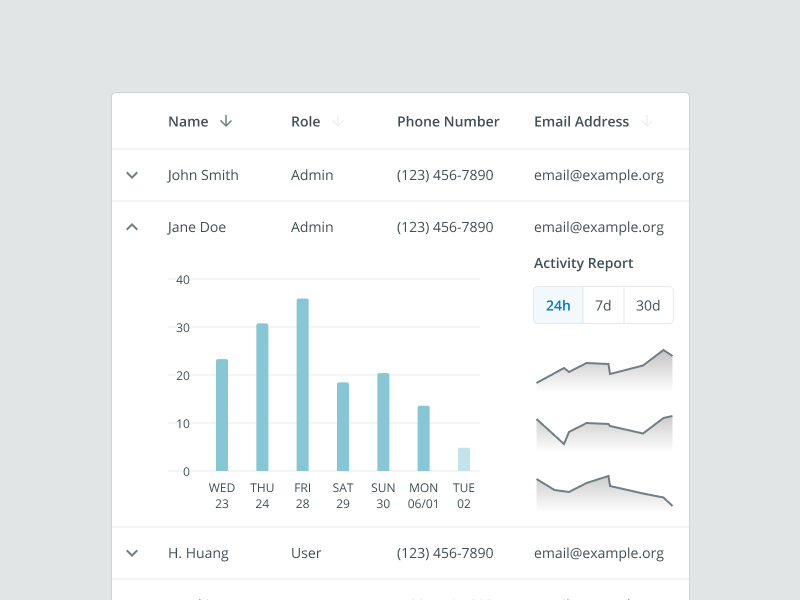 Name Role Phone Number Email Address
John Smith Admin (123) 456-7890 email@example.org
Jane Doe Admin (123) 456-7890 email@example.org
Activity Report
24h 7d 30d
40
30
20
10
0
WED THU FRI SAT SUN MON TUE
23 24 28 29 30 06/01 02
H. Huang User (123) 456-7890 email@example.org